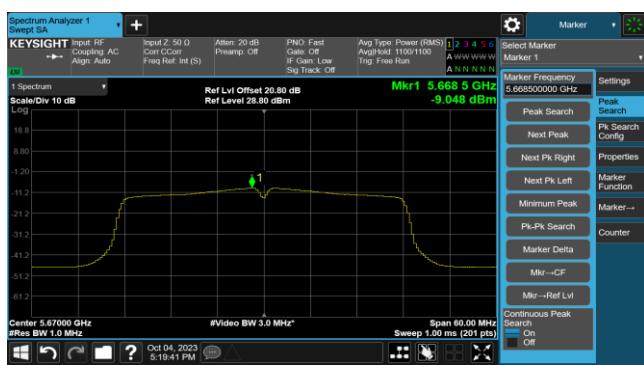 Spectrum Analyzer 1
Swept SA
+
Marker
KEYSIGHT
Input: RF
Coupling: AC
Align: Auto
Input Z: 50 Ω
Corr CCorr
Freq Ref: Int (S)
Atten: 20 dB
Preamp: Off
PNO: Fast
Gate: Off
IF Gain: Low
Sig Track: Off
Avg Type: Power (RMS)
Avg|Hold: 1100/1100
Trig: Free Run
1 2 3 4 5 6
A W W W W W
A N N N N N
Select Marker
Marker 1
1 Spectrum
Scale/Div 10 dB
Log
Ref Lvl Offset 20.80 dB
Ref Level 28.80 dBm
Mkr1 5.668 5 GHz
-9.048 dBm
18.8
8.80
-1.20
-11.2
-21.2
-31.2
-41.2
-51.2
-61.2
1
Center 5.67000 GHz
#Res BW 1.0 MHz
#Video BW 3.0 MHz*
Span 60.00 MHz
Sweep 1.00 ms (201 pts)
Marker Frequency
5.668500000 GHz
Peak Search
Next Peak
Next Pk Right
Next Pk Left
Minimum Peak
Pk-Pk Search
Marker Delta
Mkr→CF
Mkr→Ref Lvl
Continuous Peak
Search
On
Off
Settings
Peak
Search
Pk Search
Config
Properties
Marker
Function
Marker→
Counter
?
Oct 04, 2023
5:19:41 PM